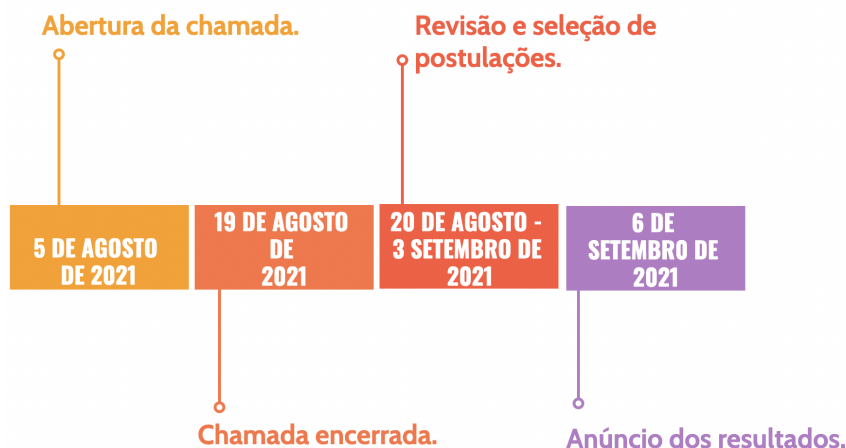 Abertura da chamada.
Revisão e seleção de
postulações.
5 DE AGOSTO
DE 2021
19 DE AGOSTO
DE
2021
20 DE AGOSTO -
3 SETEMBRO DE
2021
6 DE
SETEMBRO DE
2021
Chamada encerrada.
Anúncio dos resultados.